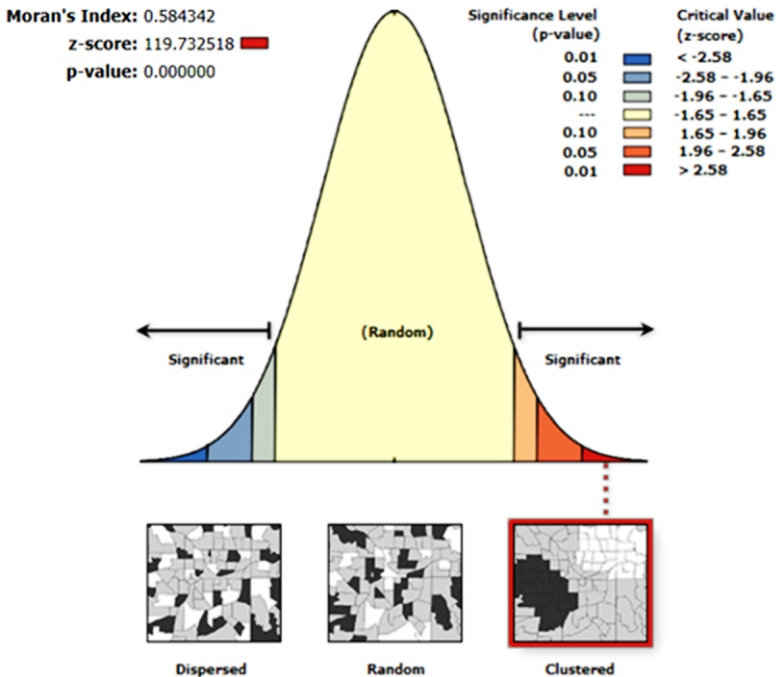 Moran's Index: 0.584342
z-score: 119.732518
p-value: 0.000000
Significance Level
(p-value)
Critical Value
(z-score)
0.01 < -2.58
0.05 -2.58 – -1.96
0.10 -1.96 – -1.65
--- -1.65 – 1.65
0.10 1.65 – 1.96
0.05 1.96 – 2.58
0.01 > 2.58
Significant (Random) Significant
Dispersed Random Clustered